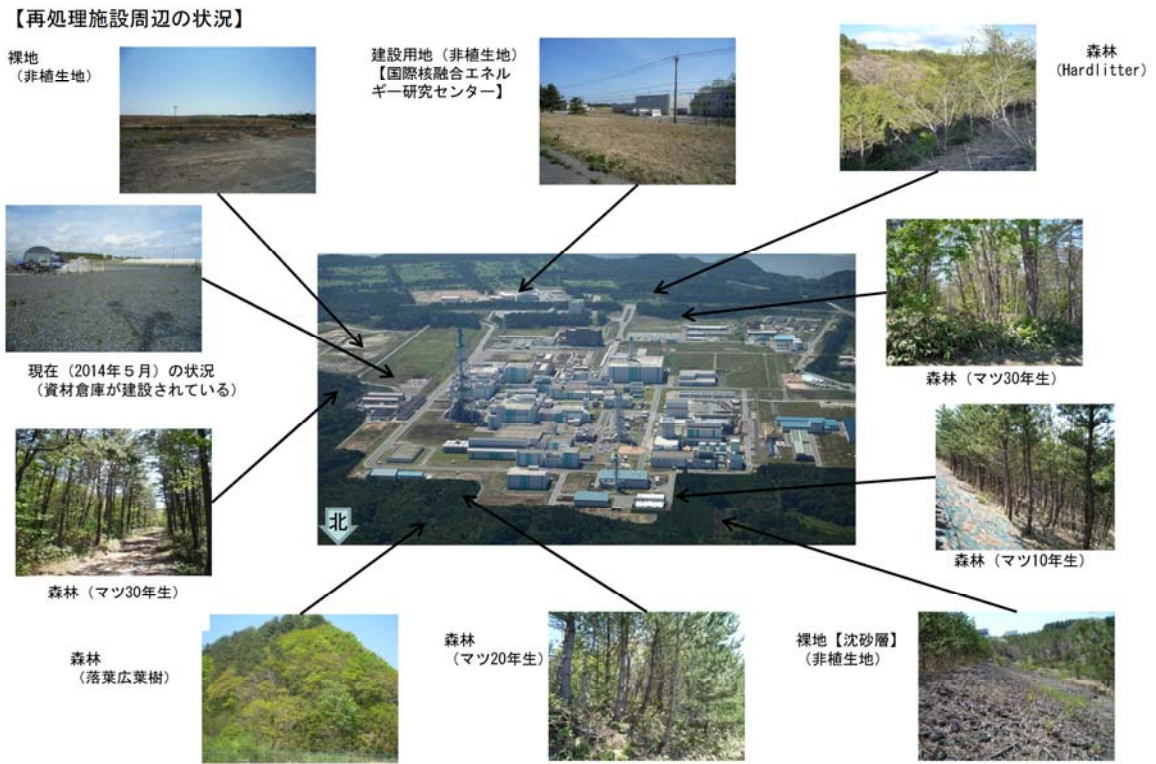 【再処理施設周辺の状況】
裸地
（非植生地）
建設用地（非植生地）
【国際核融合エネル
ギー研究センター】
森林
（Hardlitter）
現在（2014年５月）の状況
（資材倉庫が建設されている）
森林（マツ30年生）
森林（マツ30年生）
森林（マツ10年生）
北
森林
（落葉広葉樹）
森林
（マツ20年生）
裸地【沈砂層】
（非植生地）